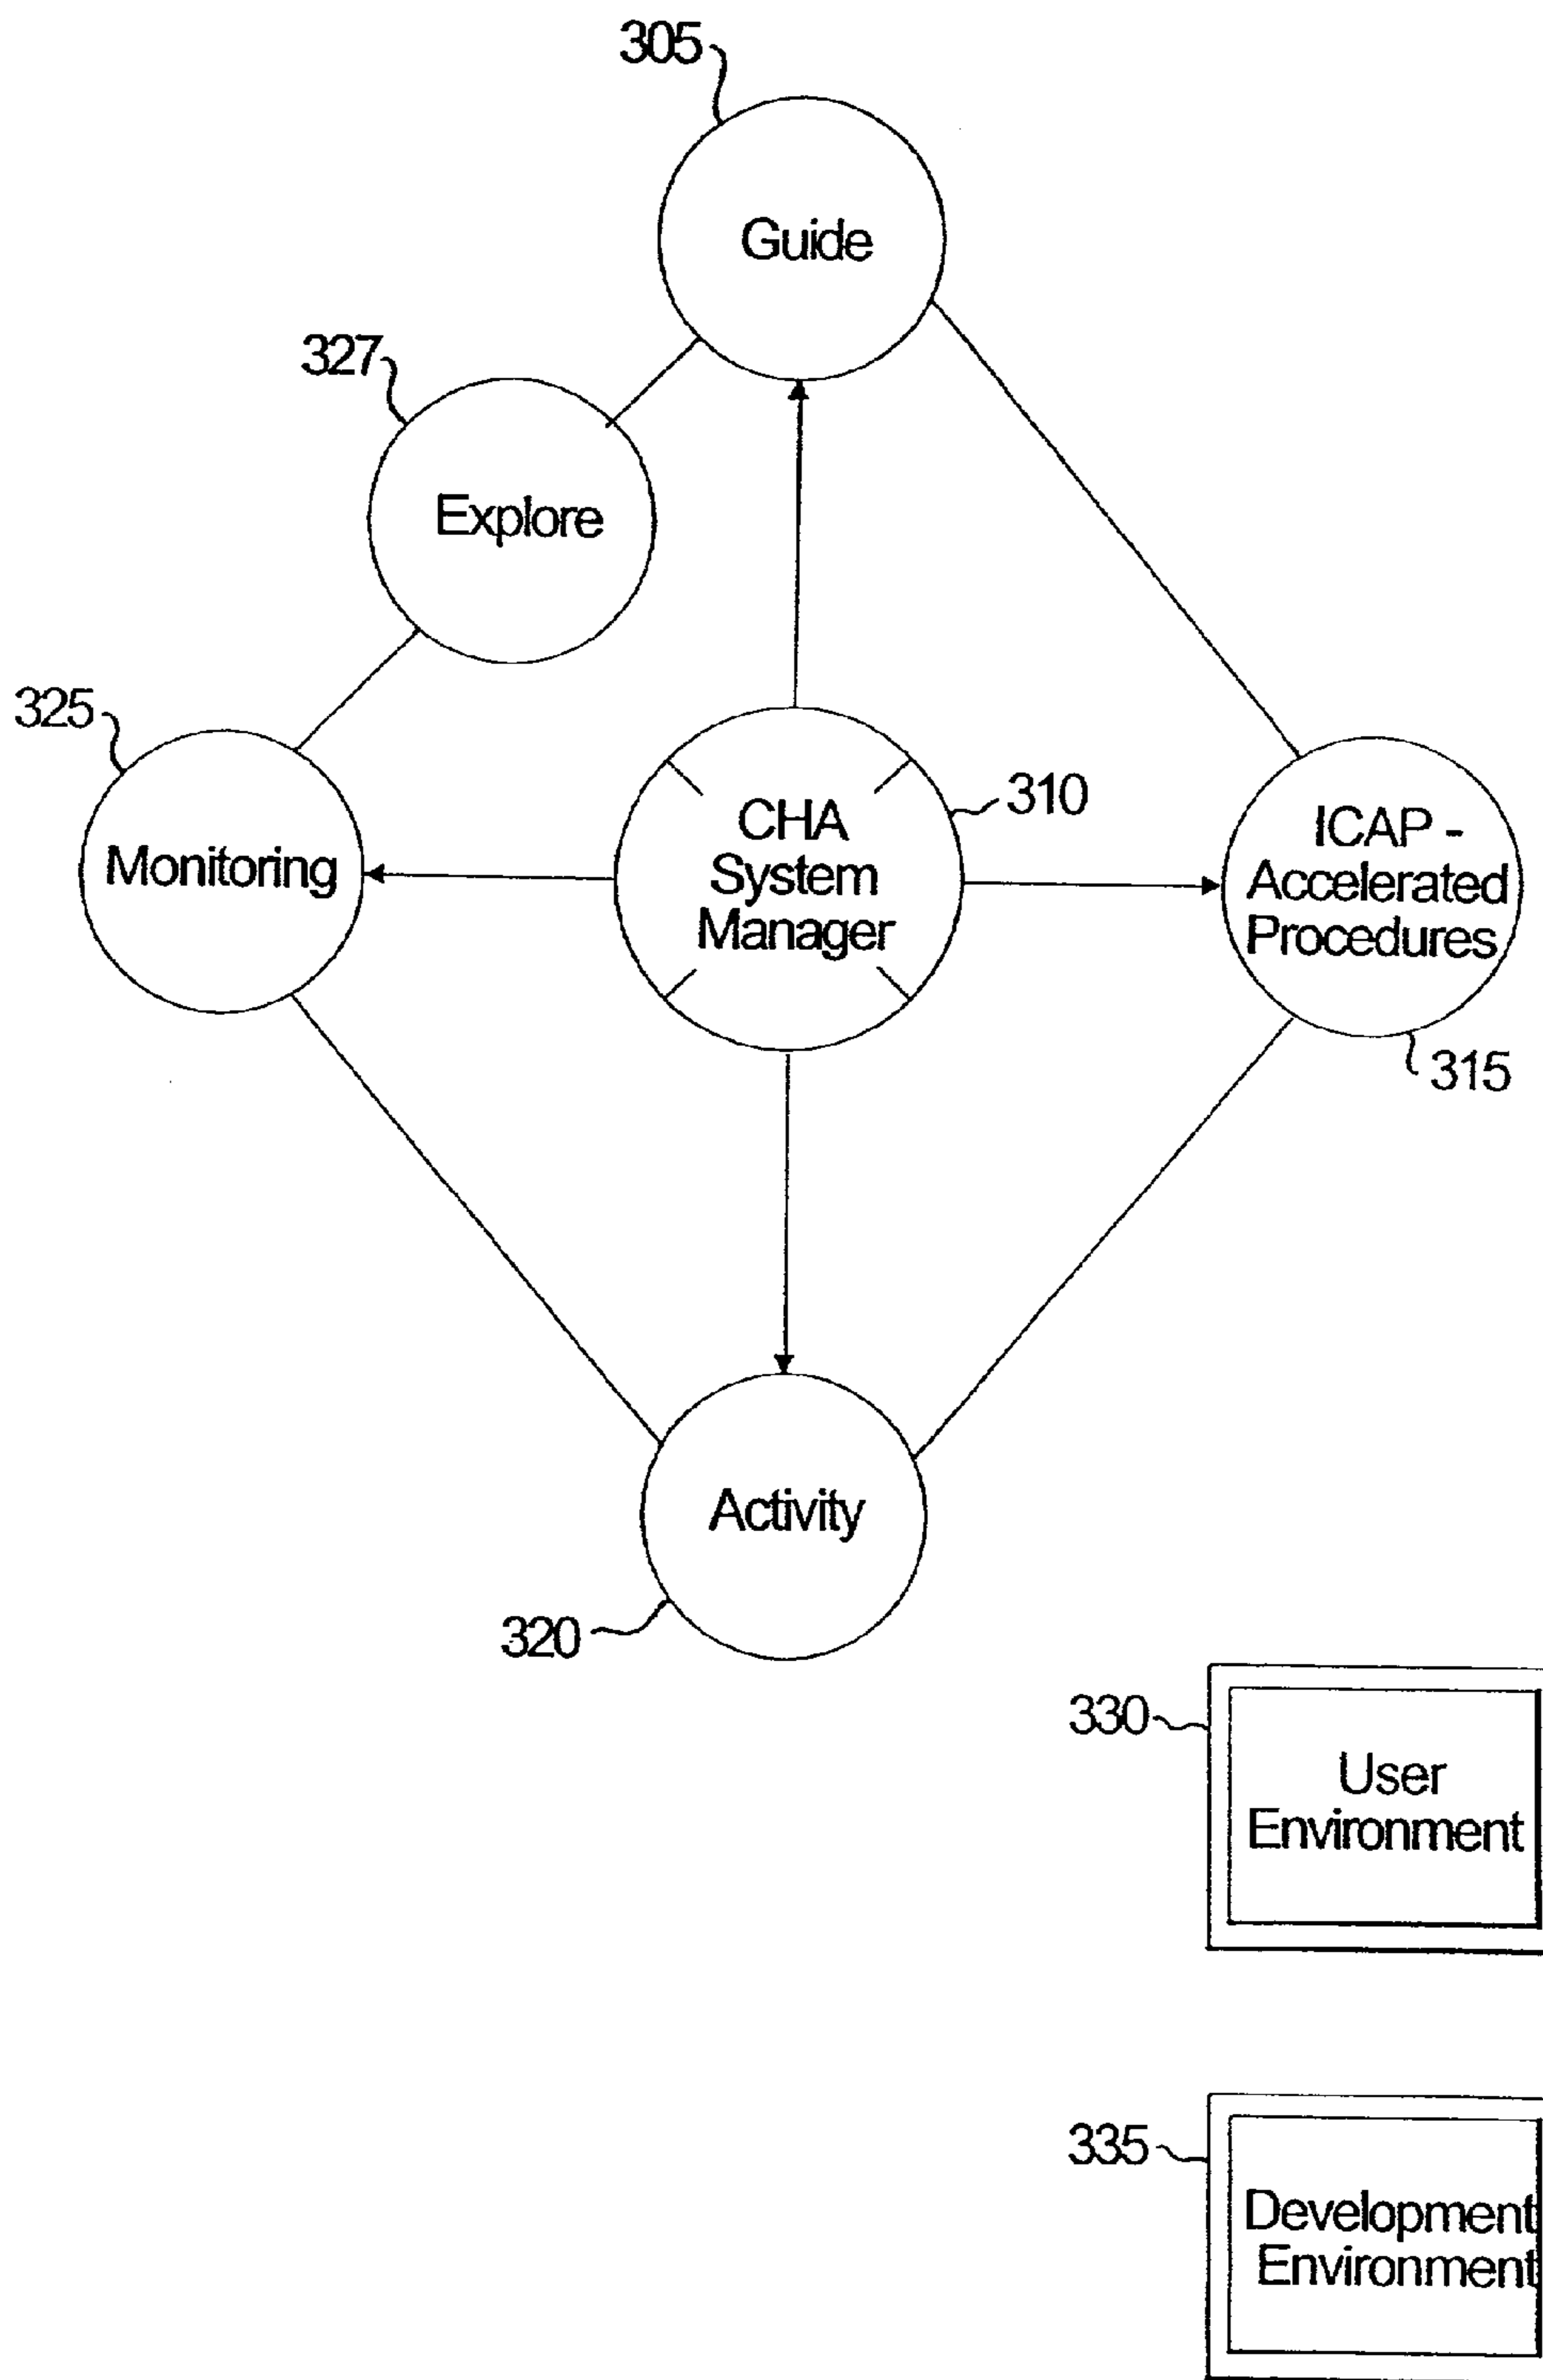 305
Guide
327
Explore
325
Monitoring
CHA
System
Manager
310
ICAP -
Accelerated
Procedures
315
Activity
320
330
User
Environment
335
Development
Environment